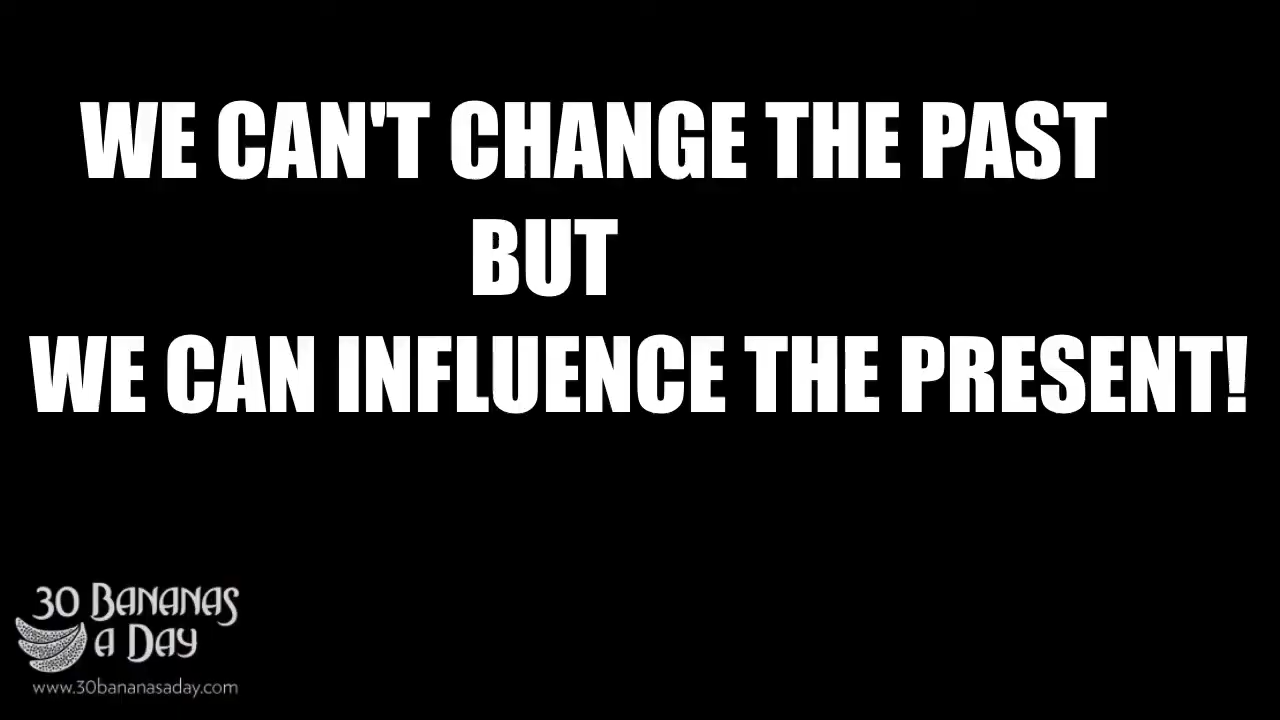 WE CAN'T CHANGE THE PAST
BUT
WE CAN INFLUENCE THE PRESENT!
30 BANANAS
A DAY
www.30bananasaday.com